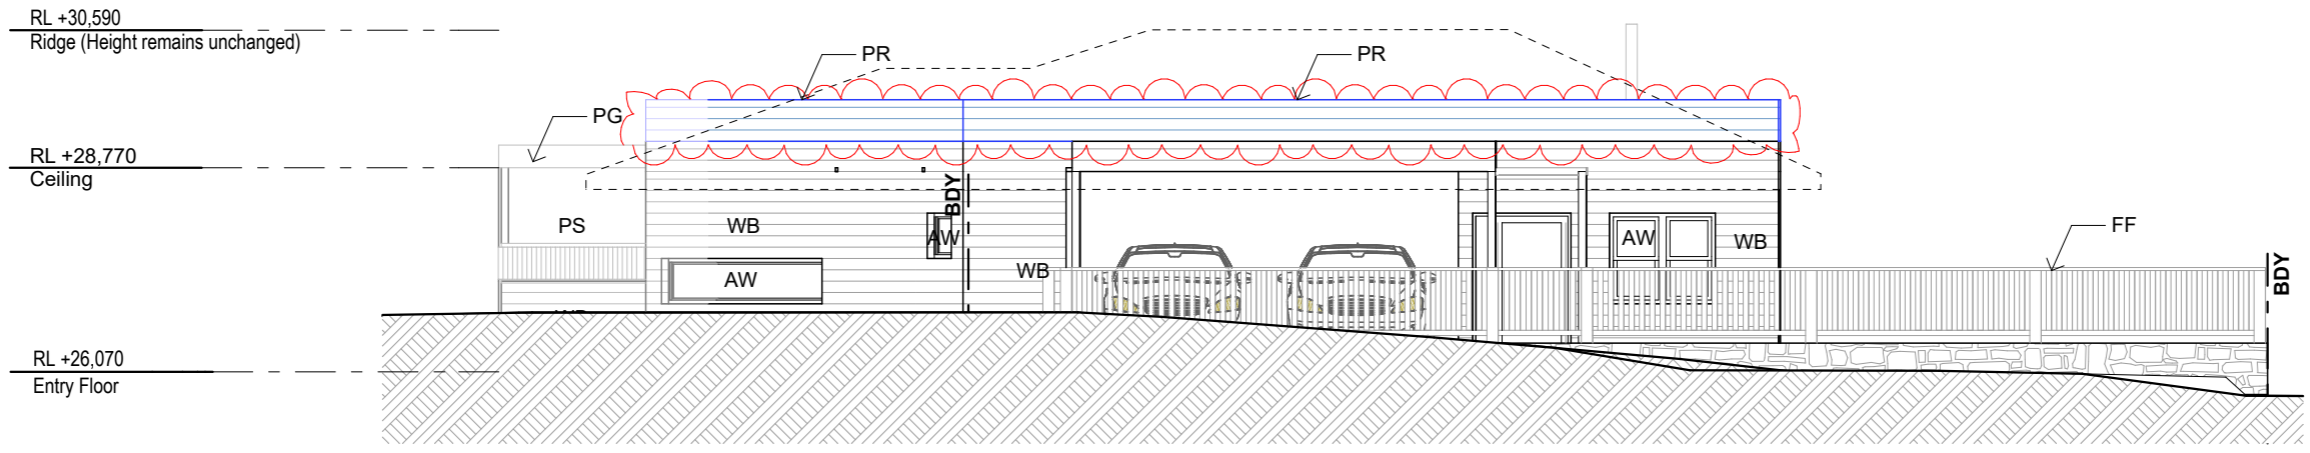 RL +30,590
Ridge (Height remains unchanged)
PR
PR
PG
RL +28,770
Ceiling
BDY
PS
WB
AW
AW
WB
FF
WB
AW
BDY
RL +26,070
Entry Floor